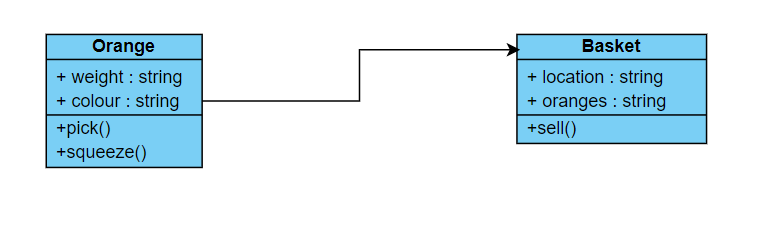 Orange
+ weight : string
+ colour : string
+pick()
+squeeze()
Basket
+ location : string
+ oranges : string
+sell()